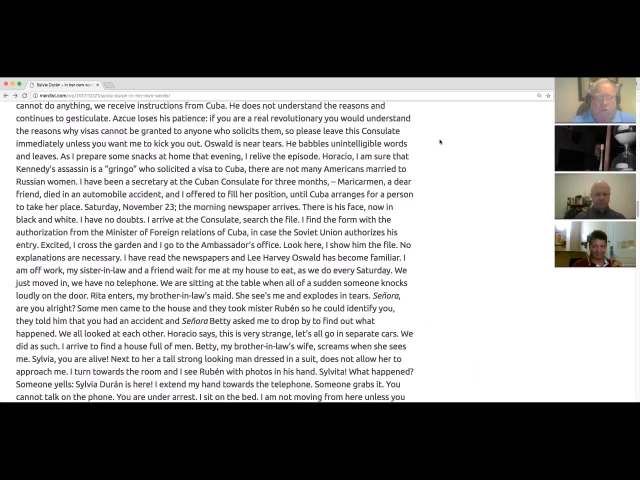 Sylvia Durán – in her own wor
cannot do anything, we receive instructions from Cuba. He does not understand the reasons and
continues to gesticulate. Azcue loses his patience: if you are a real revolutionary you would understand
the reasons why visas cannot be granted to anyone who solicits them, so please leave this Consulate
immediately unless you want me to kick you out. Oswald is near tears. He babbles unintelligible words
and leaves. As I prepare some snacks at home that evening, I relive the episode. Horacio, I am sure that
Kennedy's assassin is a "gringo" who solicited a visa to Cuba, there are not many Americans married to
Russian women. I have been a secretary at the Cuban Consulate for three months, – Maricarmen, a dear
friend, died in an automobile accident, and I offered to fill her position, until Cuba arranges for a person
to take her place. Saturday, November 23; the morning newspaper arrives. There is his face, now in
black and white. I have no doubts. I arrive at the Consulate, search the file. I find the form with the
authorization from the Minister of Foreign relations of Cuba, in case the Soviet Union authorizes his
entry. Excited, I cross the garden and I go to the Ambassador's office. Look here, I show him the file. No
explanations are necessary. I have read the newspapers and Lee Harvey Oswald has become familiar. I
am off work, my sister-in-law and a friend wait for me at my house to eat, as we do every Saturday. We
just moved in, we have no telephone. We are sitting at the table when all of a sudden someone knocks
loudly on the door. Rita enters, my brother-in-law's maid. She see's me and explodes in tears. Señora,
are you alright? Some men came to the house and they took mister Rubén so he could identify you,
they told him that you had an accident and Señora Betty asked me to drop by to find out what
happened. We all looked at each other. Horacio says, this is very strange, let's all go in separate cars. We
did as such. I arrive to find a house full of men. Betty, my brother-in-law's wife, screams when she sees
me. Sylvia, you are alive! Next to her a tall strong looking man dressed in a suit, does not allow her to
approach me. I turn towards the room and I see Rubén with photos in his hand. Sylvita! What happened?
Someone yells: Sylvia Durán is here! I extend my hand towards the telephone. Someone grabs it. You
cannot talk on the phone. You are under arrest. I sit on the bed. I am not moving from here unless you